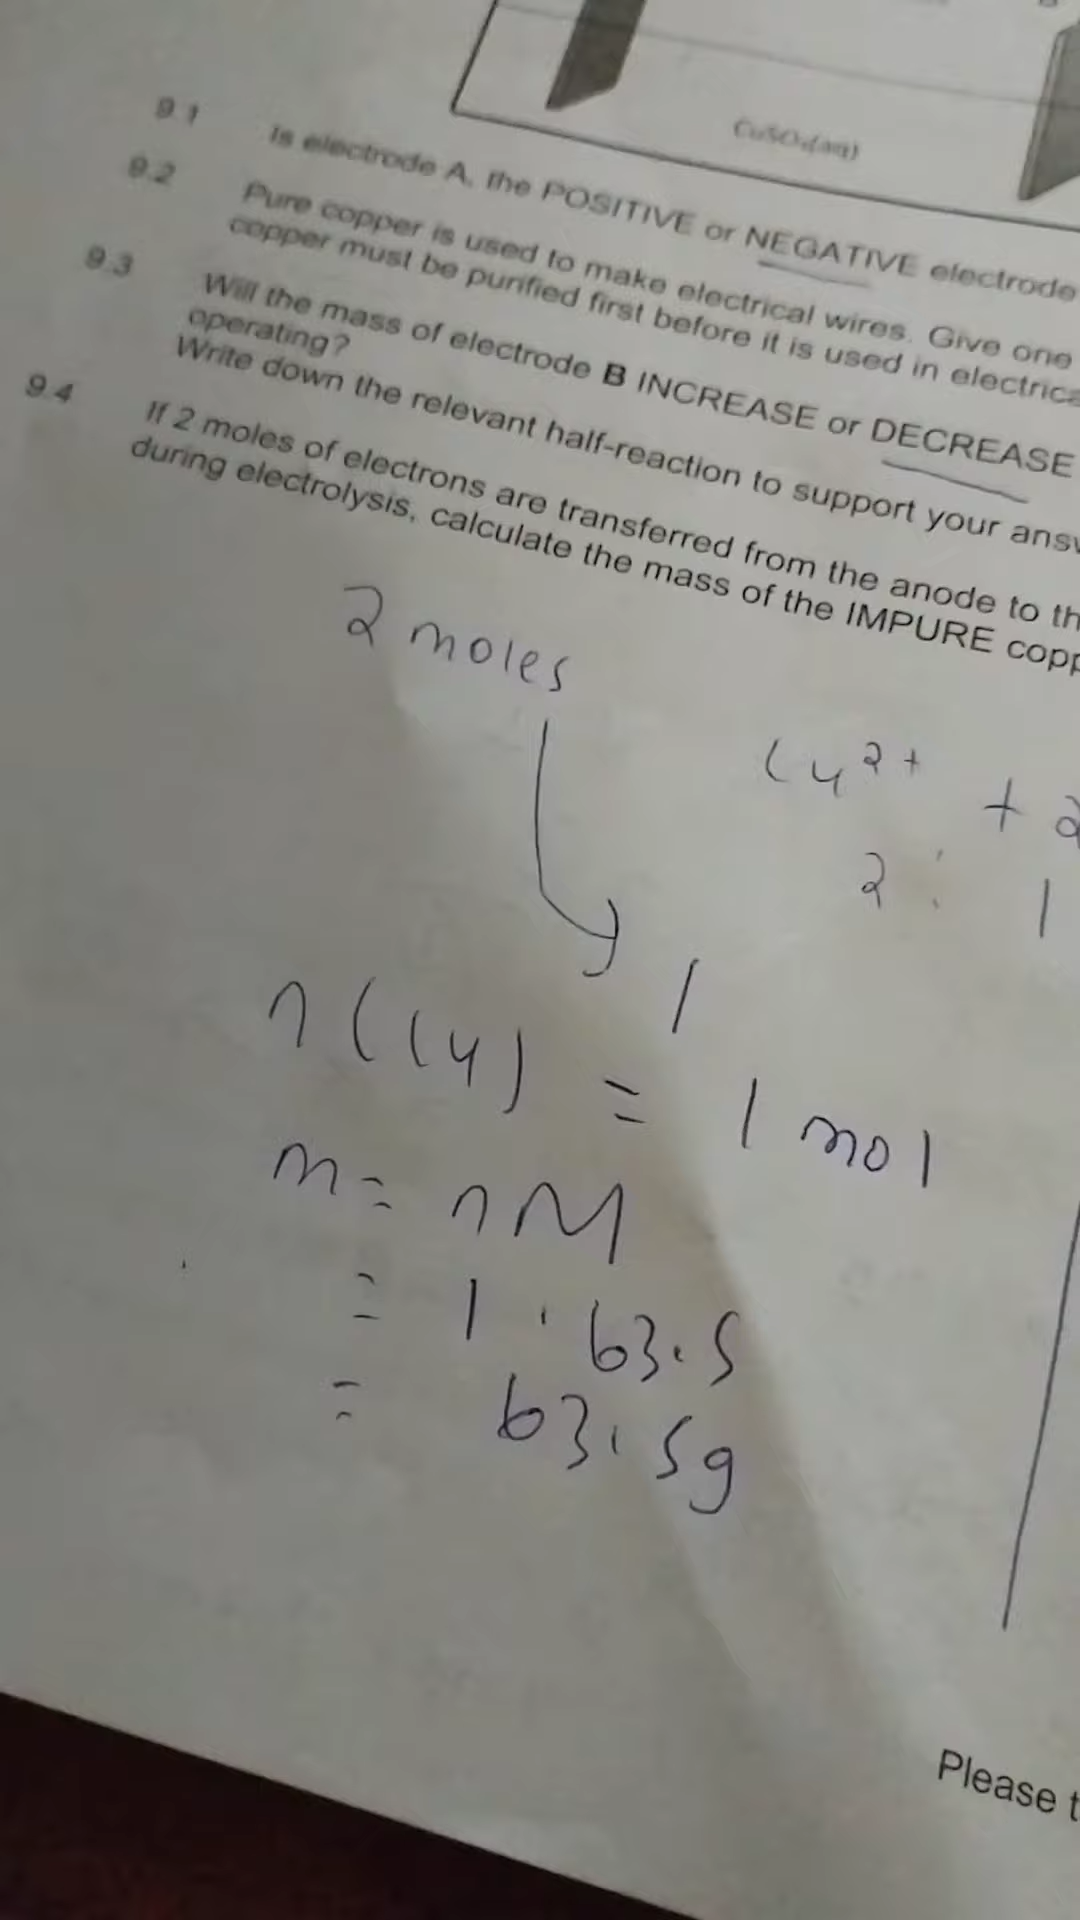 CuSO4(aq)
9.1 Is electrode A, the POSITIVE or NEGATIVE electrode
9.2 Pure copper is used to make electrical wires. Give one
copper must be purified first before it is used in electrica
9.3 Will the mass of electrode B INCREASE or DECREASE
operating?
Write down the relevant half-reaction to support your answ
9.4 If 2 moles of electrons are transferred from the anode to th
during electrolysis, calculate the mass of the IMPURE copp
2 moles
Cu2+ + 2
2 : 1
1
n(Cu) = 1 mol
m = nM
= 1 . 63.5
= 63.5g
Please t